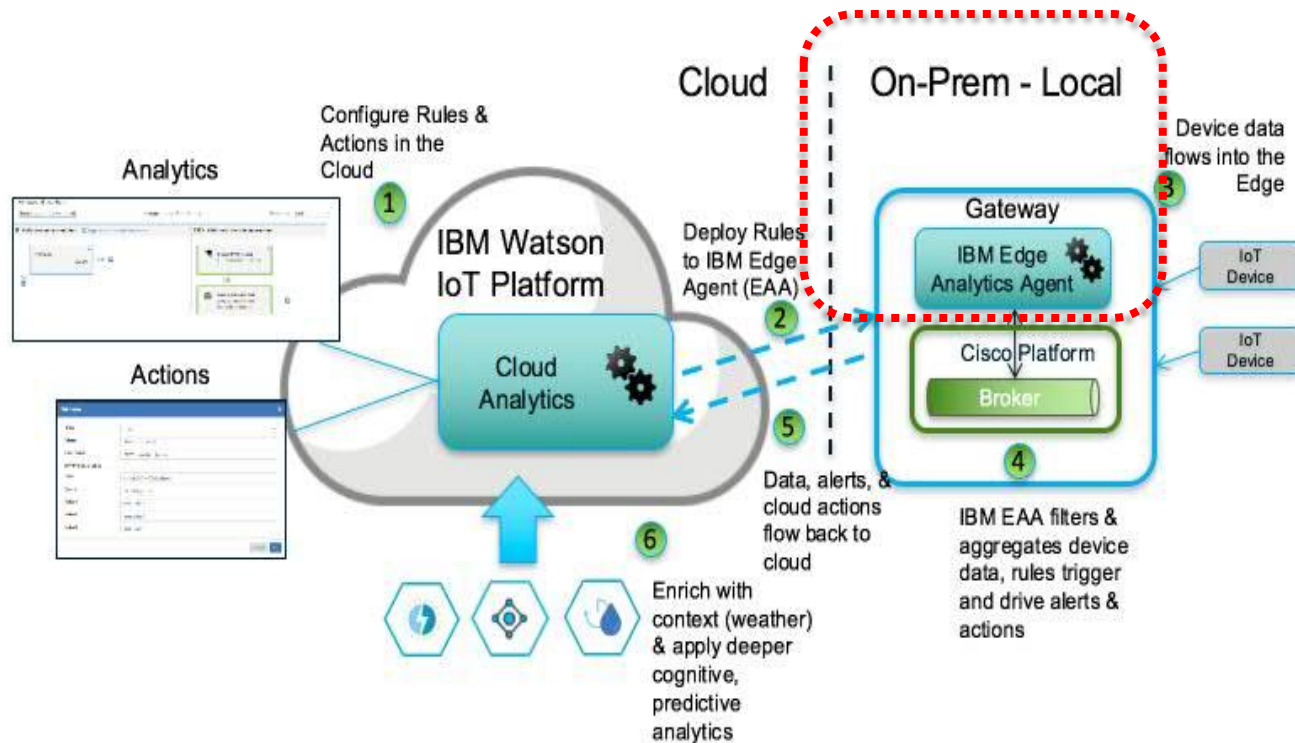 Cloud
On-Prem - Local
Configure Rules &
Actions in the
Cloud
1
Analytics
Actions
IBM Watson
IoT Platform
Cloud
Analytics
Deploy Rules
to IBM Edge
Agent (EAA)
2
Device data
flows into the
Edge
3
Gateway
IBM Edge
Analytics Agent
IoT
Device
IoT
Device
Cisco Platform
Broker
4
IBM EAA filters &
aggregates device
data, rules trigger
and drive alerts &
actions
5
Data, alerts, &
cloud actions
flow back to
cloud
6
Enrich with
context (weather)
& apply deeper
cognitive,
predictive
analytics